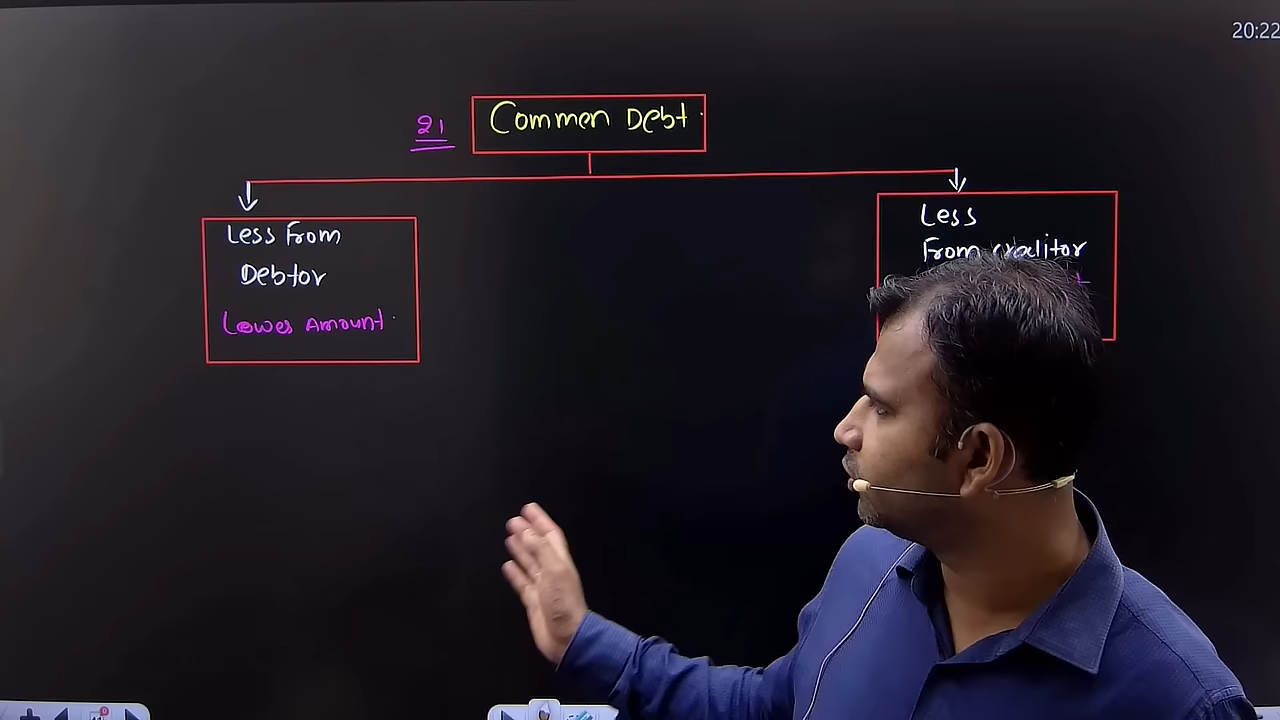 20:22
21 Commen Debt
Less From
Debtor
Lowes Amount
Less
From creditor